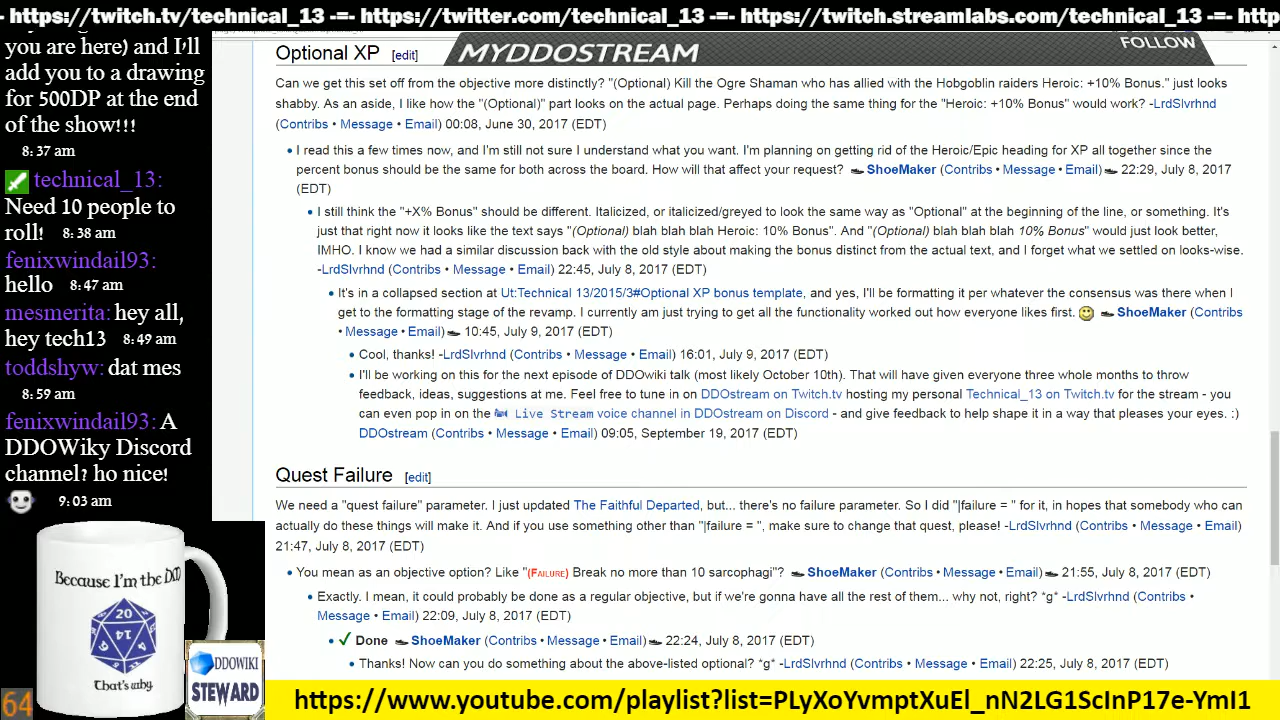 - https://twitch.tv/technical_13 -=- https://twitter.com/technical_13 -=- https://twitch.streamlabs.com/technical_13 -=- http
you are here) and I'll
add you to a drawing
for 500DP at the end
of the show!!!
8:37 am
technical_13:
Need 10 people to
roll! 8:38 am
fenixwindail93:
hello 8:47 am
mesmerita: hey all,
hey tech13 8:49 am
toddshyw: dat mes
8:59 am
fenixwindail93: A
DDOWiky Discord
channel? ho nice!
9:03 am
Because I'm the DM
20
14
That's why.
DDOWIKI
STEWARD
64
MYDDOSTREAM
FOLLOW
Optional XP [edit]
Can we get this set off from the objective more distinctly? "(Optional) Kill the Ogre Shaman who has allied with the Hobgoblin raiders Heroic: +10% Bonus." just looks
shabby. As an aside, I like how the "(Optional)" part looks on the actual page. Perhaps doing the same thing for the "Heroic: +10% Bonus" would work? -LrdSlvrhnd
(Contribs • Message • Email) 00:08, June 30, 2017 (EDT)
• I read this a few times now, and I'm still not sure I understand what you want. I'm planning on getting rid of the Heroic/Epic heading for XP all together since the
percent bonus should be the same for both across the board. How will that affect your request? ShoeMaker (Contribs • Message • Email) 22:29, July 8, 2017
(EDT)
• I still think the "+X% Bonus" should be different. Italicized, or italicized/greyed to look the same way as "Optional" at the beginning of the line, or something. It's
just that right now it looks like the text says "(Optional) blah blah blah Heroic: 10% Bonus". And "(Optional) blah blah blah 10% Bonus" would just look better,
IMHO. I know we had a similar discussion back with the old style about making the bonus distinct from the actual text, and I forget what we settled on looks-wise.
-LrdSlvrhnd (Contribs • Message • Email) 22:45, July 8, 2017 (EDT)
• It's in a collapsed section at Ut:Technical 13/2015/3#Optional XP bonus template, and yes, I'll be formatting it per whatever the consensus was there when I
get to the formatting stage of the revamp. I currently am just trying to get all the functionality worked out how everyone likes first. ShoeMaker (Contribs
• Message • Email) 10:45, July 9, 2017 (EDT)
• Cool, thanks! -LrdSlvrhnd (Contribs • Message • Email) 16:01, July 9, 2017 (EDT)
• I'll be working on this for the next episode of DDOwiki talk (most likely October 10th). That will have given everyone three whole months to throw
feedback, ideas, suggestions at me. Feel free to tune in on DDOstream on Twitch.tv hosting my personal Technical_13 on Twitch.tv for the stream - you
can even pop in on the Live Stream voice channel in DDOstream on Discord - and give feedback to help shape it in a way that pleases your eyes. :)
DDOstream (Contribs • Message • Email) 09:05, September 19, 2017 (EDT)
Quest Failure [edit]
We need a "quest failure" parameter. I just updated The Faithful Departed, but... there's no failure parameter. So I did "|failure = " for it, in hopes that somebody who can
actually do these things will make it. And if you use something other than "|failure = ", make sure to change that quest, please! -LrdSlvrhnd (Contribs • Message • Email)
21:47, July 8, 2017 (EDT)
• You mean as an objective option? Like "(Failure) Break no more than 10 sarcophagi"? ShoeMaker (Contribs • Message • Email) 21:55, July 8, 2017 (EDT)
• Exactly. I mean, it could probably be done as a regular objective, but if we're gonna have all the rest of them... why not, right? *g* -LrdSlvrhnd (Contribs •
Message • Email) 22:09, July 8, 2017 (EDT)
• ✓ Done ShoeMaker (Contribs • Message • Email) 22:24, July 8, 2017 (EDT)
• Thanks! Now can you do something about the above-listed optional? *g* -LrdSlvrhnd (Contribs • Message • Email) 22:25, July 8, 2017 (EDT)
https://www.youtube.com/playlist?list=PLyXoYvmptXuEl_nN2LG1ScInP17e-YmI1